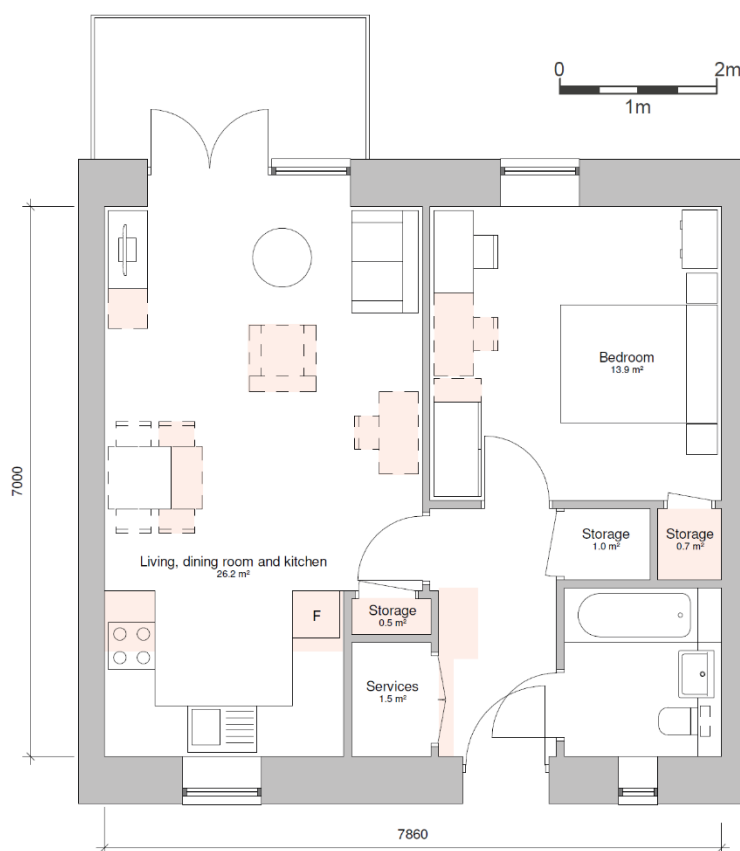 0
2m
1m
Bedroom
13.9 m²
7000
Storage
1.0 m²
Storage
0.7 m²
Living, dining room and kitchen
26.2 m²
Storage
0.5 m²
F
Services
1.5 m²
7860